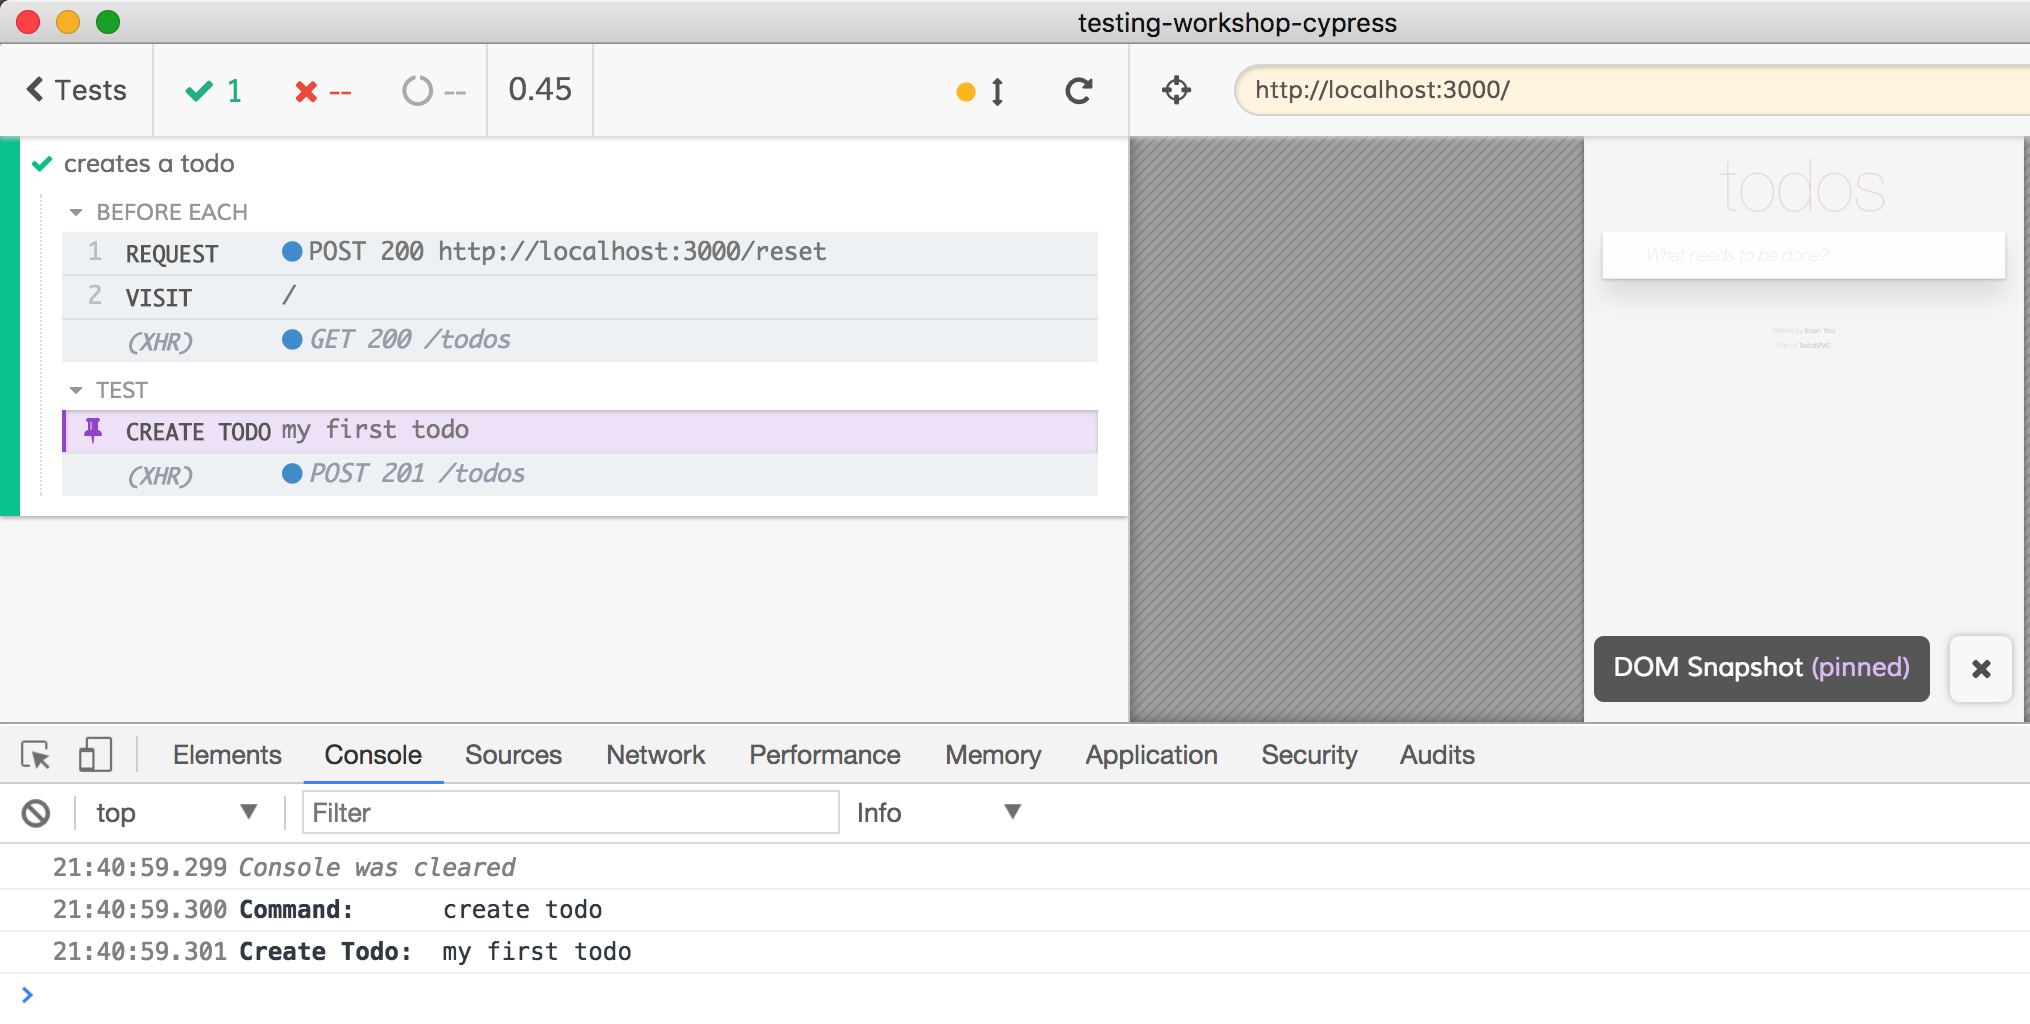 testing-workshop-cypress
Tests 1 -- -- 0.45
http://localhost:3000/
creates a todo
BEFORE EACH
1 REQUEST POST 200 http://localhost:3000/reset
2 VISIT /
(XHR) GET 200 /todos
TEST
CREATE TODO my first todo
(XHR) POST 201 /todos
todos
What needs to be done?
Written by Evan You
Part of TodoMVC
DOM Snapshot (pinned)
Elements Console Sources Network Performance Memory Application Security Audits
top Filter Info
21:40:59.299 Console was cleared
21:40:59.300 Command: create todo
21:40:59.301 Create Todo: my first todo